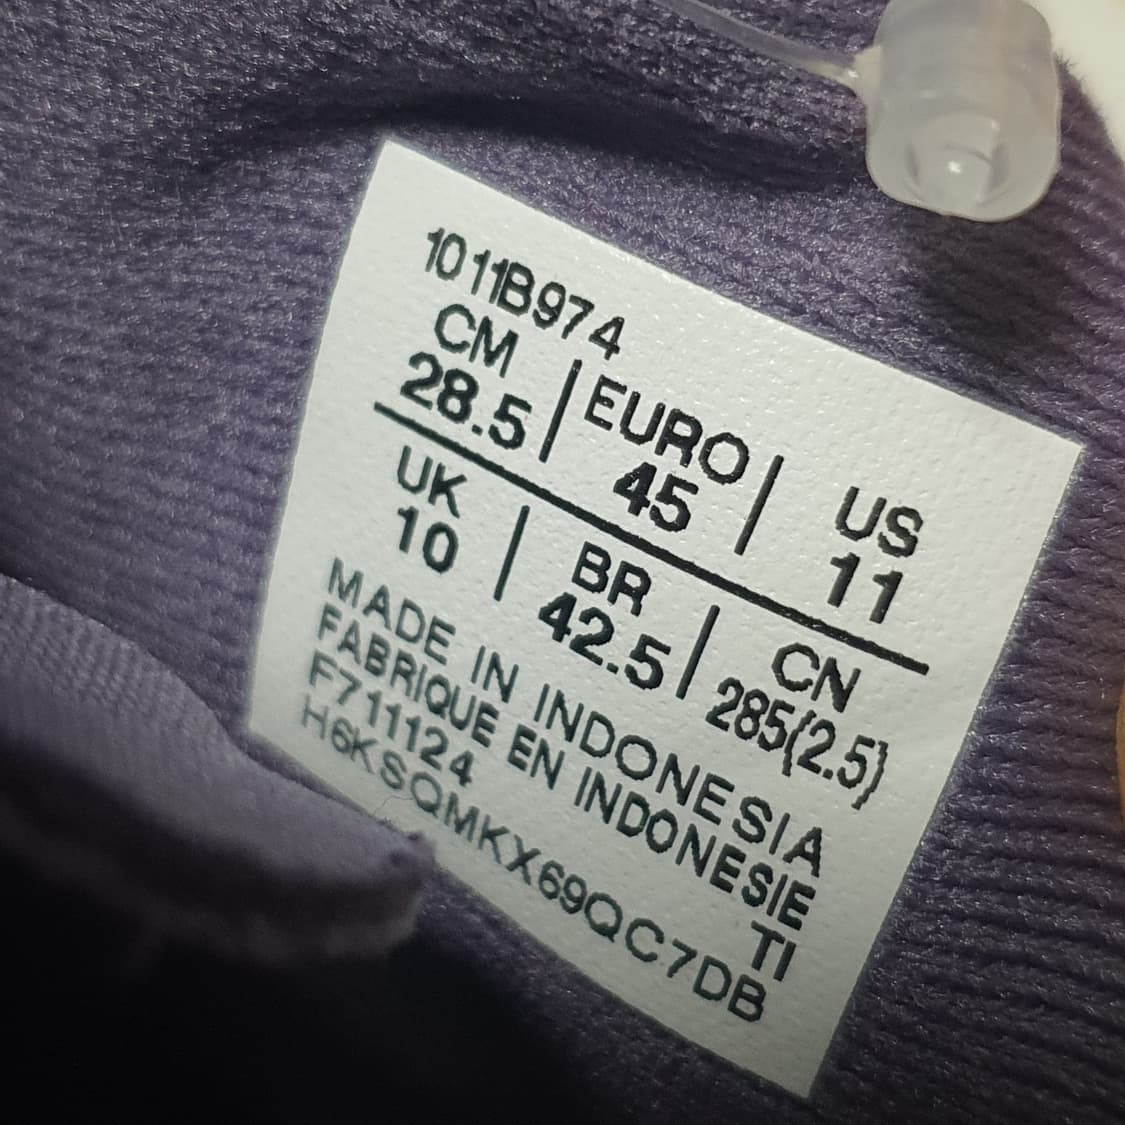 1011B974
CM | EURO | US
28.5 | 45 | 11
UK | BR | CN
10 | 42.5 | 285(2.5)
MADE IN INDONESIA
FABRIQUE EN INDONESIE
F711124 TI
H6KSQMKX69QC7DB